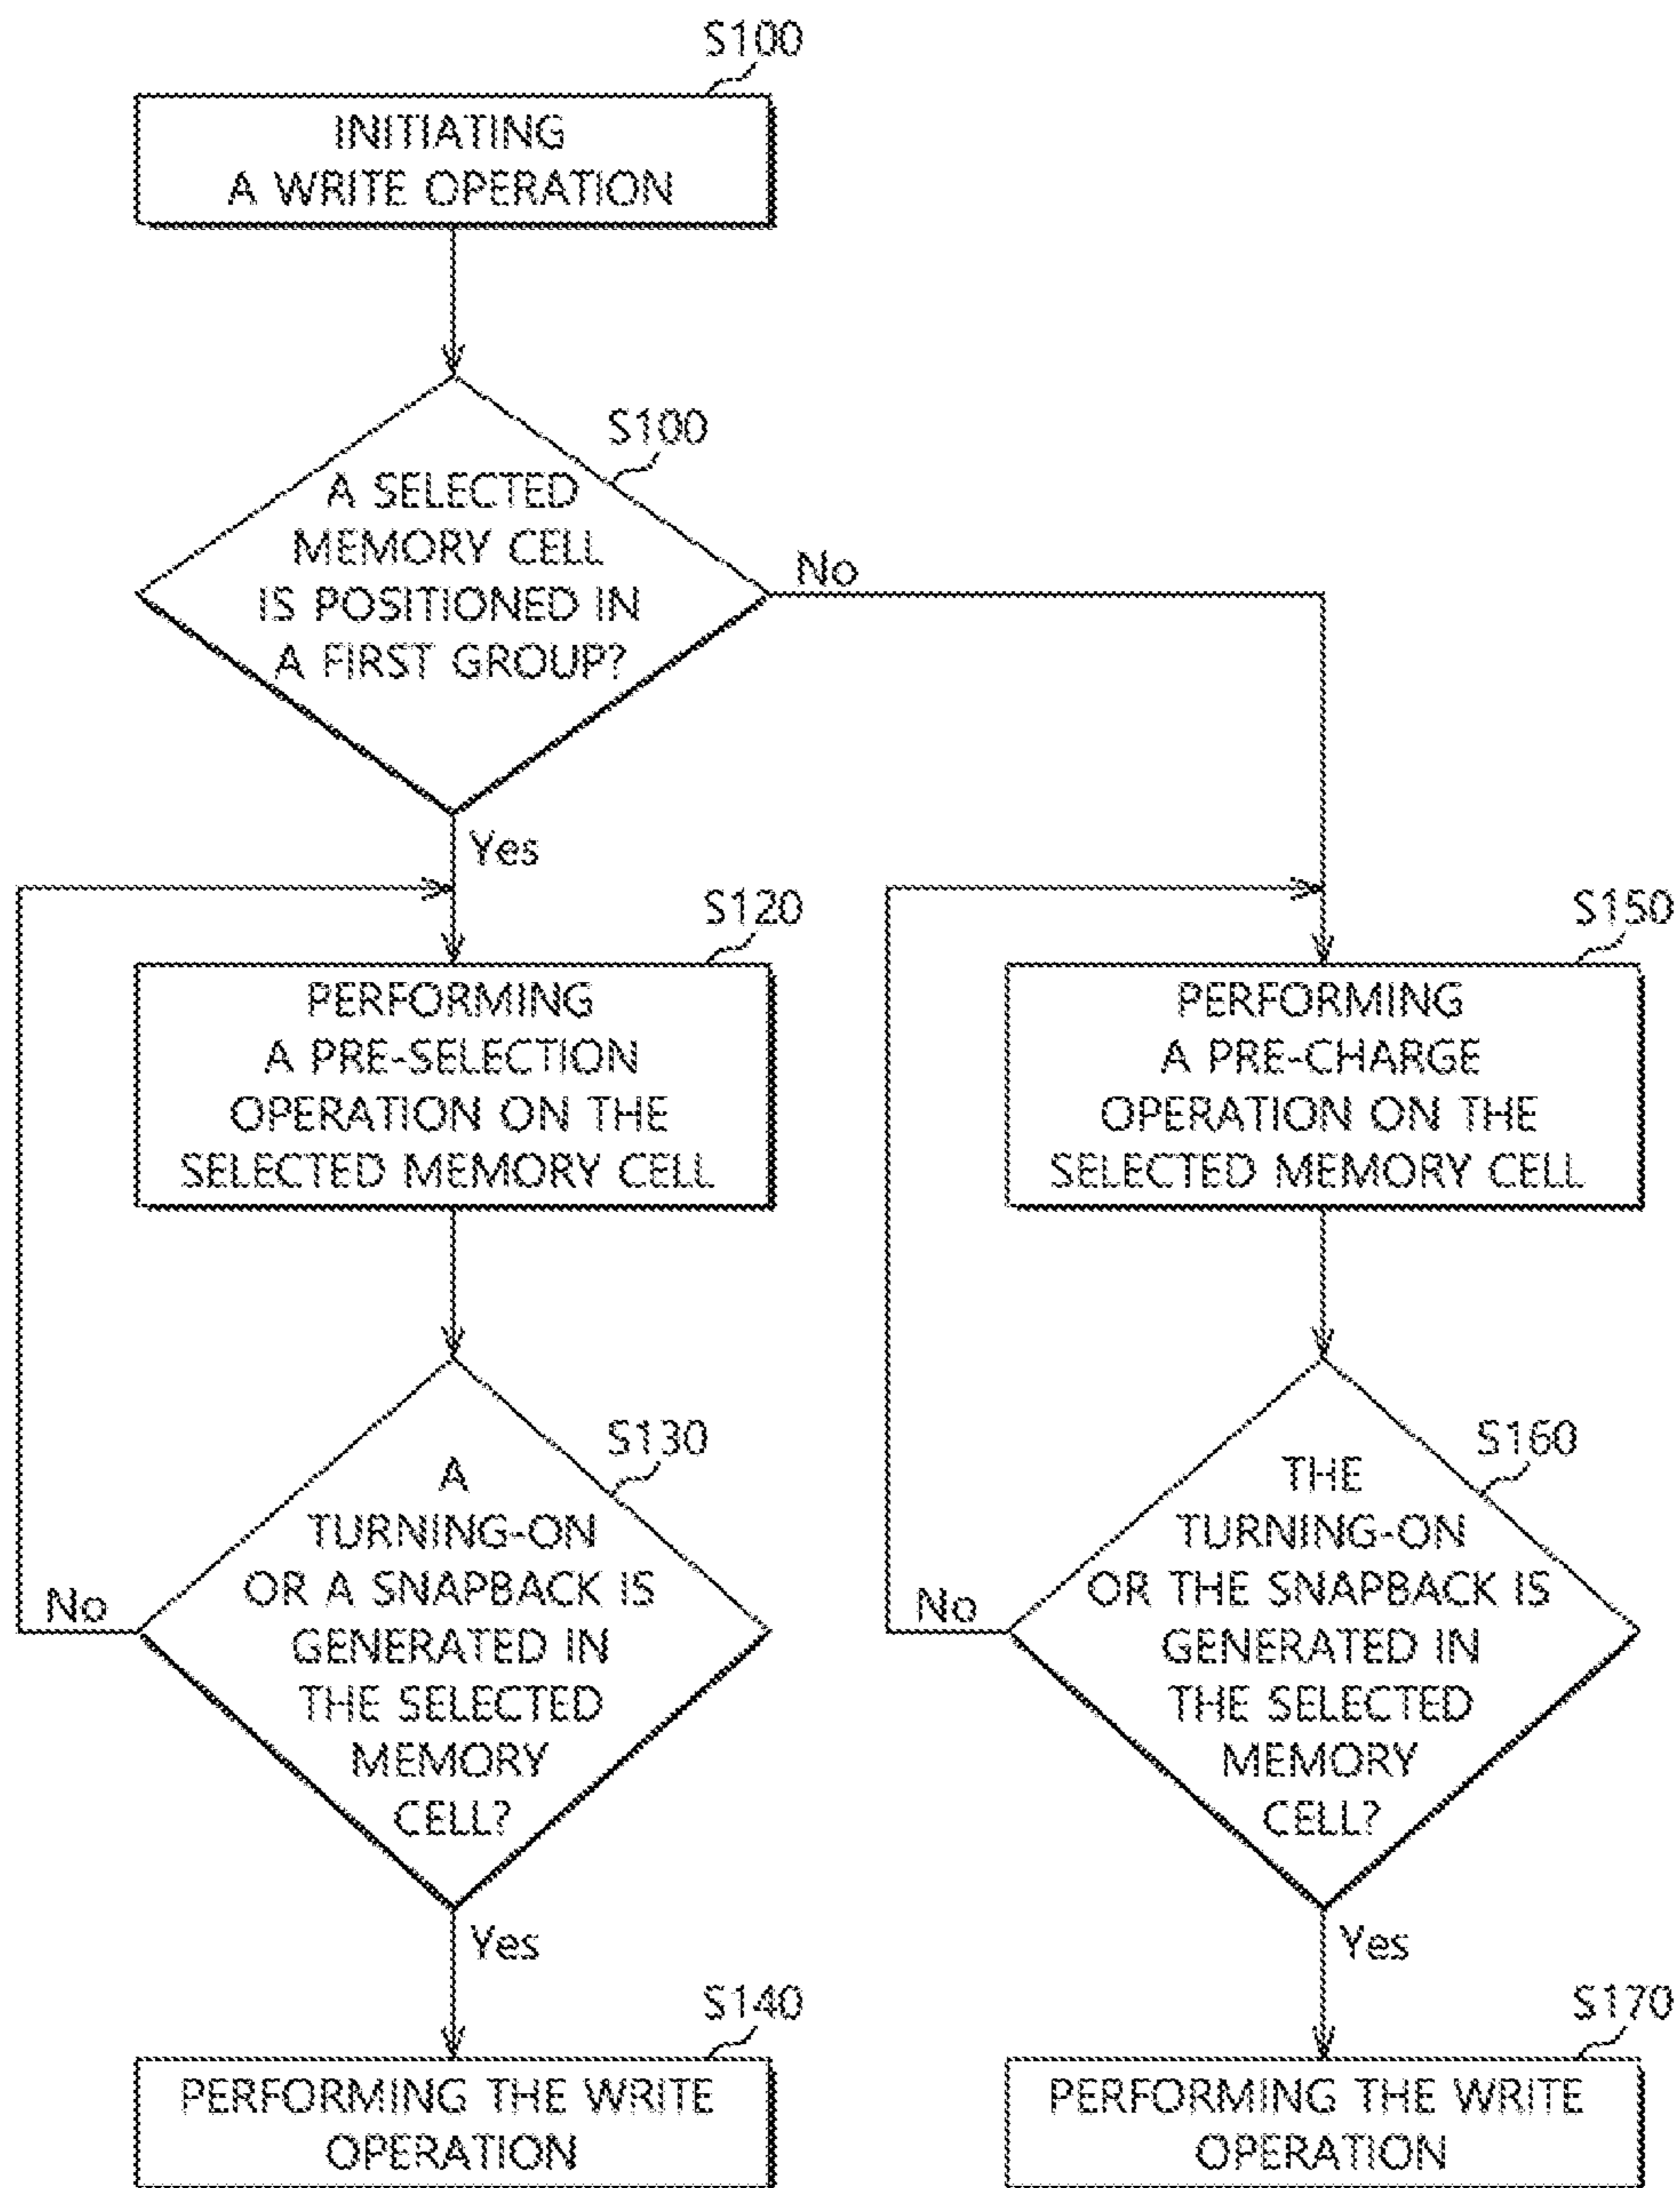 S100
INITIATING
A WRITE OPERATION
S100
A SELECTED
MEMORY CELL
IS POSITIONED IN
A FIRST GROUP?
No
Yes
S120
PERFORMING
A PRE-SELECTION
OPERATION ON THE
SELECTED MEMORY CELL
S150
PERFORMING
A PRE-CHARGE
OPERATION ON THE
SELECTED MEMORY CELL
S130
A
TURNING-ON
OR A SNAPBACK IS
GENERATED IN
THE SELECTED
MEMORY
CELL?
No
Yes
S160
THE
TURNING-ON
OR THE SNAPBACK IS
GENERATED IN
THE SELECTED
MEMORY
CELL?
No
Yes
S140
PERFORMING THE WRITE
OPERATION
S170
PERFORMING THE WRITE
OPERATION